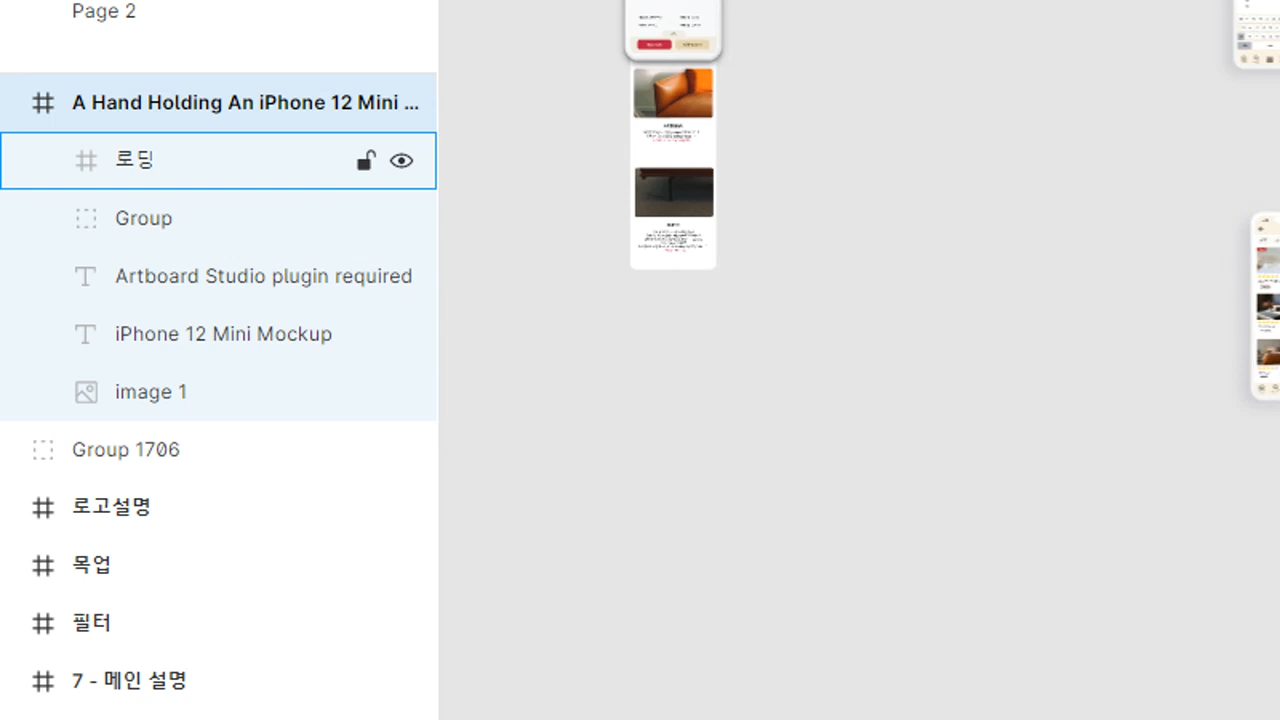 Page 2
A Hand Holding An iPhone 12 Mini ...
로딩
Group
Artboard Studio plugin required
iPhone 12 Mini Mockup
image 1
Group 1706
로고설명
목업
필터
7 - 메인 설명